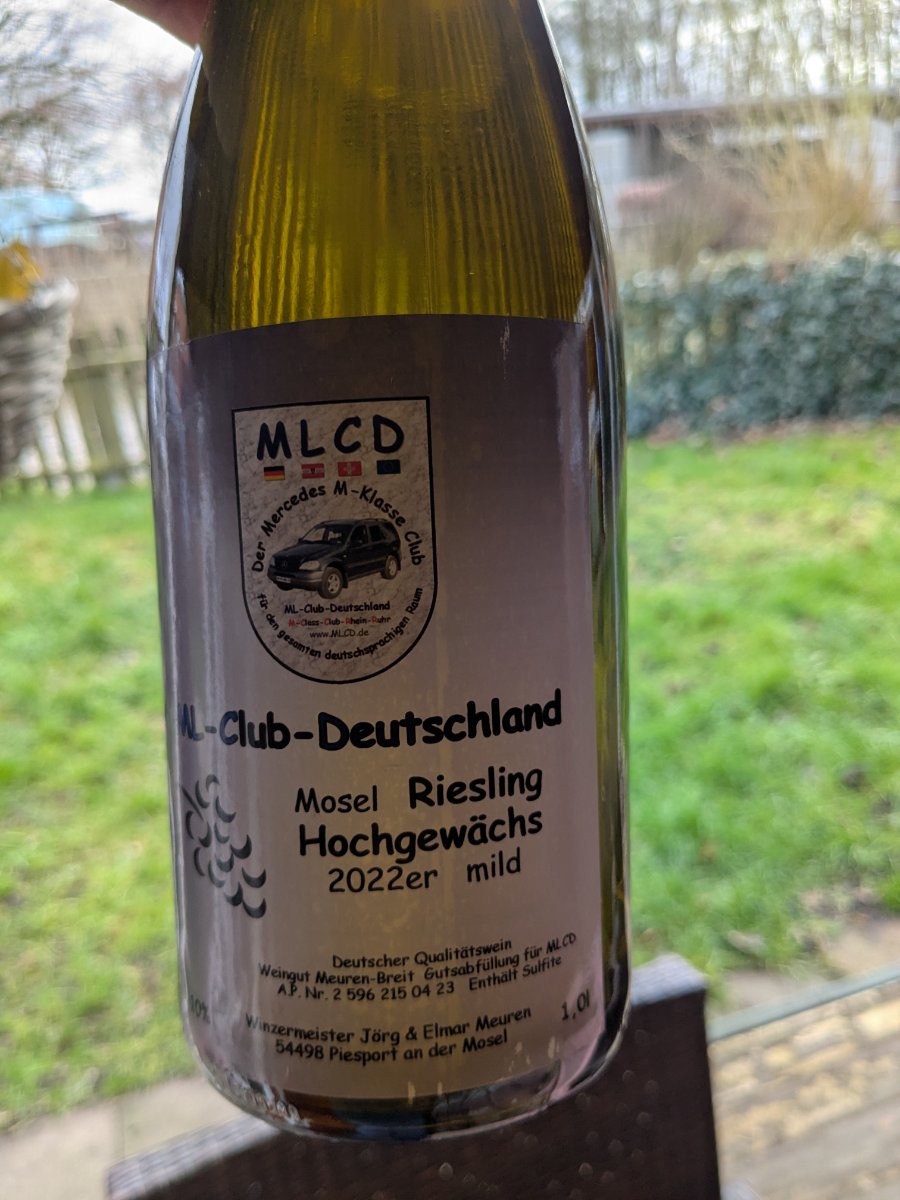 MLCD
Der Mercedes M-Klasse Club
ML-Club-Deutschland
M-Class-Club-Rhein-Ruhr
www.MLCD.de
für den gesamten deutschsprachigen Raum
ML-Club-Deutschland
Mosel Riesling
Hochgewächs
2022er mild
Deutscher Qualitätswein
Weingut Meuren-Breit Gutsabfüllung für MLCD
A.P. Nr. 2 596 215 04 23 Enthält Sulfite
10% 1,0l
Winzermeister Jörg & Elmar Meuren
54498 Piesport an der Mosel